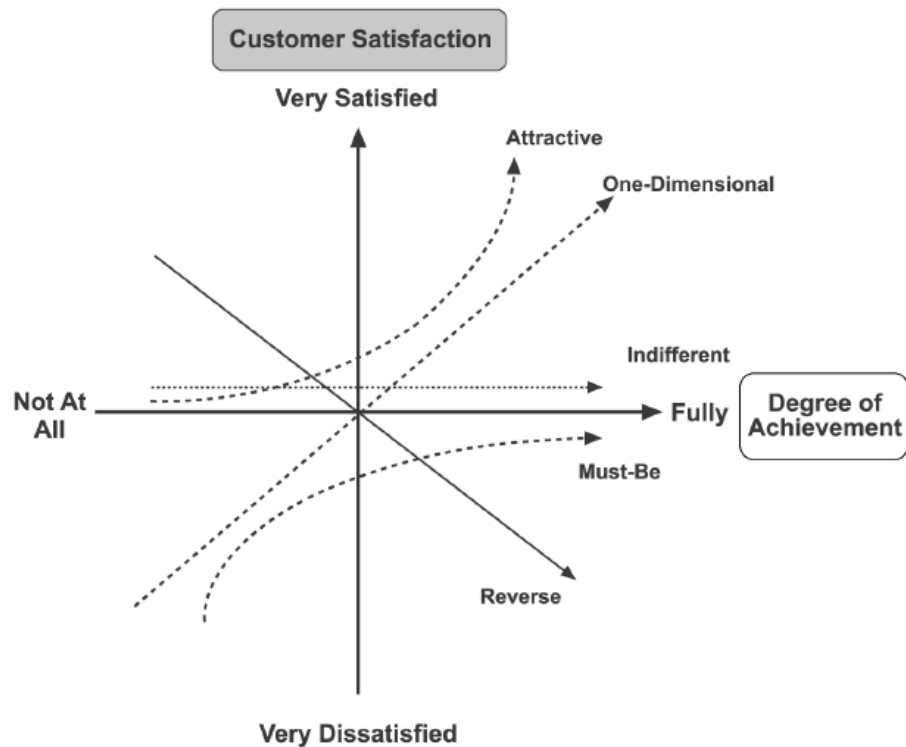 Customer Satisfaction
Very Satisfied
Attractive
One-Dimensional
Indifferent
Not At
All
Fully
Degree of
Achievement
Must-Be
Reverse
Very Dissatisfied